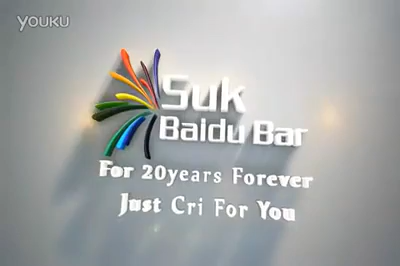 YOUKU
Suk
Baidu Bar
For 20years Forever
Just Cri For You